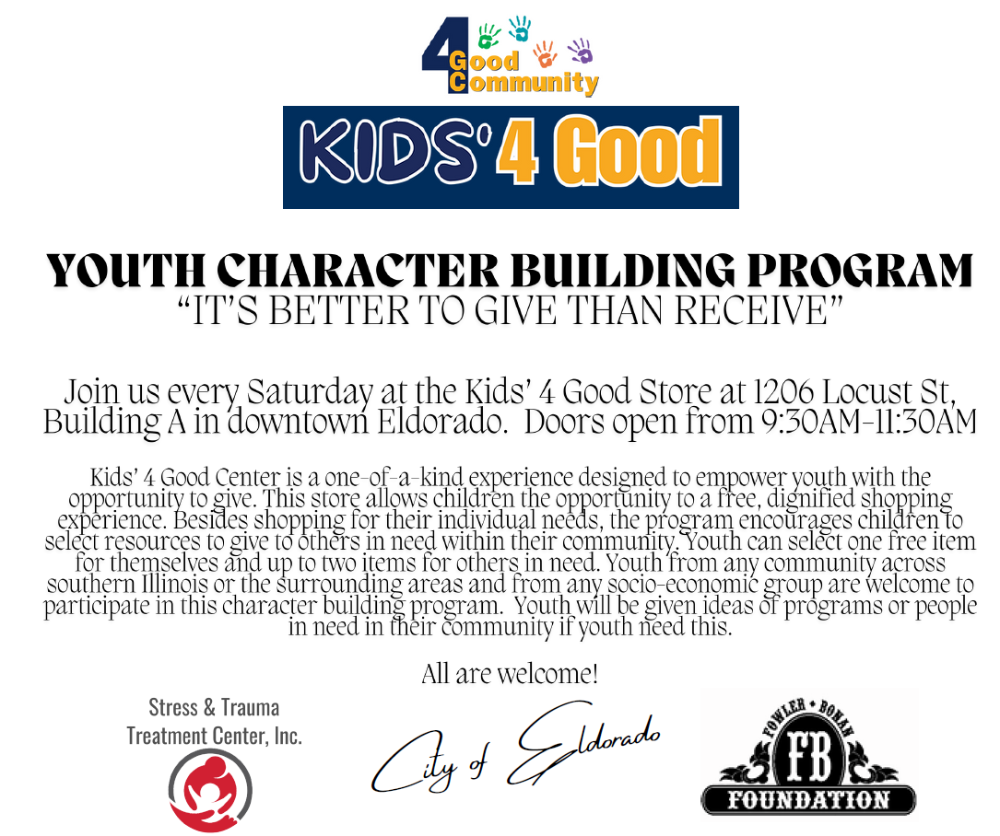 4
Good
Community
KIDS' 4 Good
YOUTH CHARACTER BUILDING PROGRAM
“IT’S BETTER TO GIVE THAN RECEIVE”
Join us every Saturday at the Kids’ 4 Good Store at 1206 Locust St,
Building A in downtown Eldorado.  Doors open from 9:30AM-11:30AM
Kids’ 4 Good Center is a one-of-a-kind experience designed to empower youth with the
opportunity to give. This store allows children the opportunity to a free, dignified shopping
experience. Besides shopping for their individual needs, the program encourages children to
select resources to give to others in need within their community. Youth can select one free item
for themselves and up to two items for others in need. Youth from any community across
southern Illinois or the surrounding areas and from any socio-economic group are welcome to
participate in this character building program.  Youth will be given ideas of programs or people
in need in their community if youth need this.
All are welcome!
Stress & Trauma
Treatment Center, Inc.
City of Eldorado
FOWLER + BONAN
FB
FOUNDATION